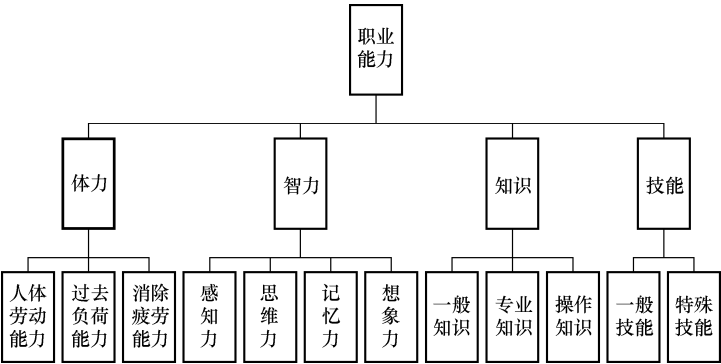 职业
能力
体力
智力
知识
技能
人体
劳动
能力
过去
负荷
能力
消除
疲劳
能力
感
知
力
思
维
力
记
忆
力
想
象
力
一般
知识
专业
知识
操作
知识
一般
技能
特殊
技能